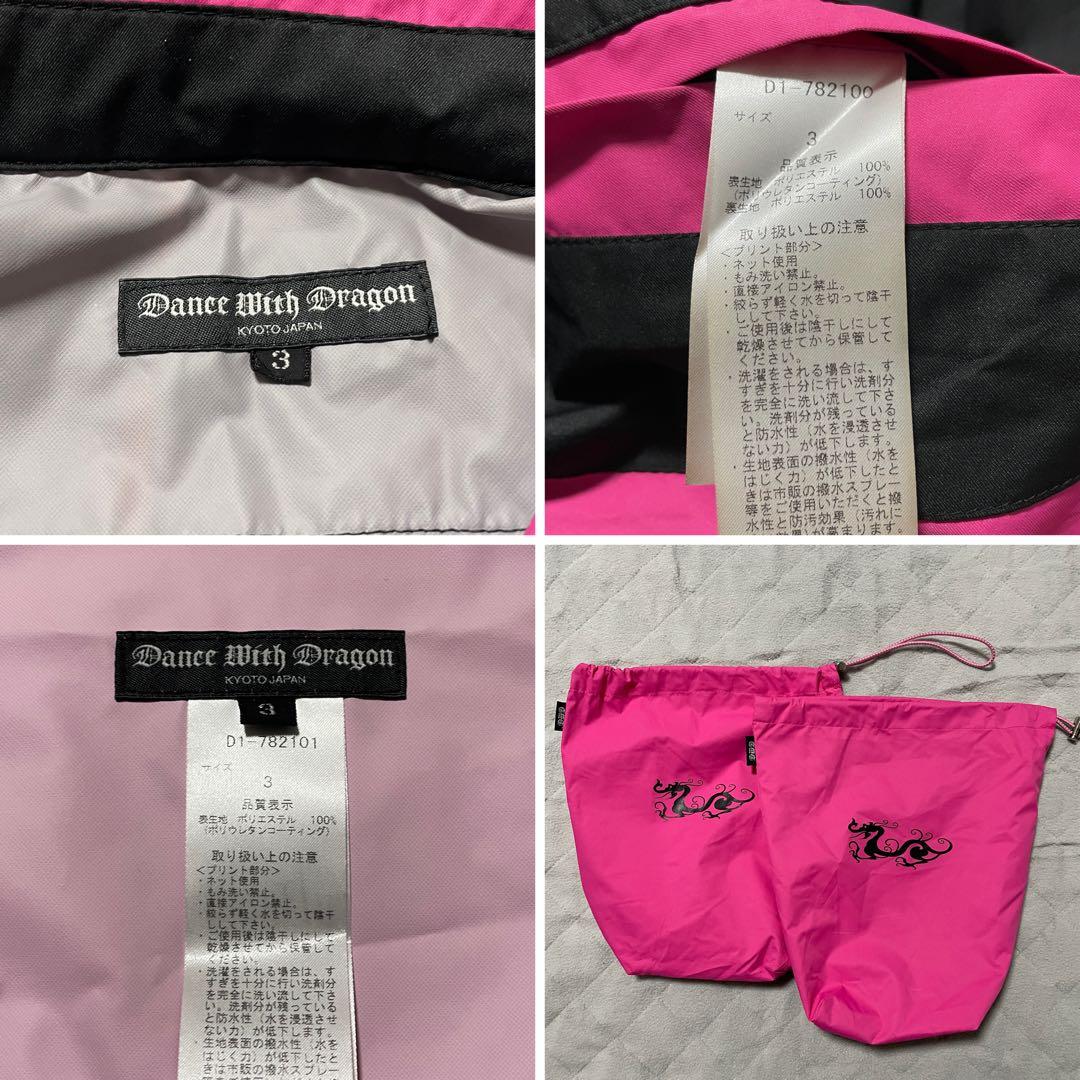 Dance With Dragon
KYOTO JAPAN
3
D1-782100
サイズ
3
品質表示
表生地 ポリエステル 100%
(ポリウレタンコーティング)
裏生地 ポリエステル 100%
取り扱い上の注意
<プリント部分>
・ネット使用
・もみ洗い禁止。
・直接アイロン禁止。
・絞らず軽く水を切って陰干
しして下さい。
・ご使用後は陰干しにして
乾燥させてから保管して
ください。
・洗濯をされる場合は、す
すぎを十分に行い洗剤分
を完全に洗い流して下さ
い。洗剤分が残っている
と防水性(水を浸透させ
ない力)が低下します。
・生地表面の撥水性(水を
はじく力)が低下したと
きは市販の撥水スプレー
等をご使用いただくと撥
水性と防汚効果(汚れに
Dance With Dragon
KYOTO JAPAN
3
D1-782101
サイズ
3
品質表示
表生地 ポリエステル 100%
(ポリウレタンコーティング)
取り扱い上の注意
<プリント部分>
・ネット使用
・もみ洗い禁止。
・直接アイロン禁止。
・絞らず軽く水を切って陰干
しして下さい。
・ご使用後は陰干しにして
乾燥させてから保管して
ください。
・洗濯をされる場合は、す
すぎを十分に行い洗剤分
を完全に洗い流して下さ
い。洗剤分が残っている
と防水性(水を浸透させ
ない力)が低下します。
・生地表面の撥水性(水を
はじく力)が低下したと
きは市販の撥水スプレー